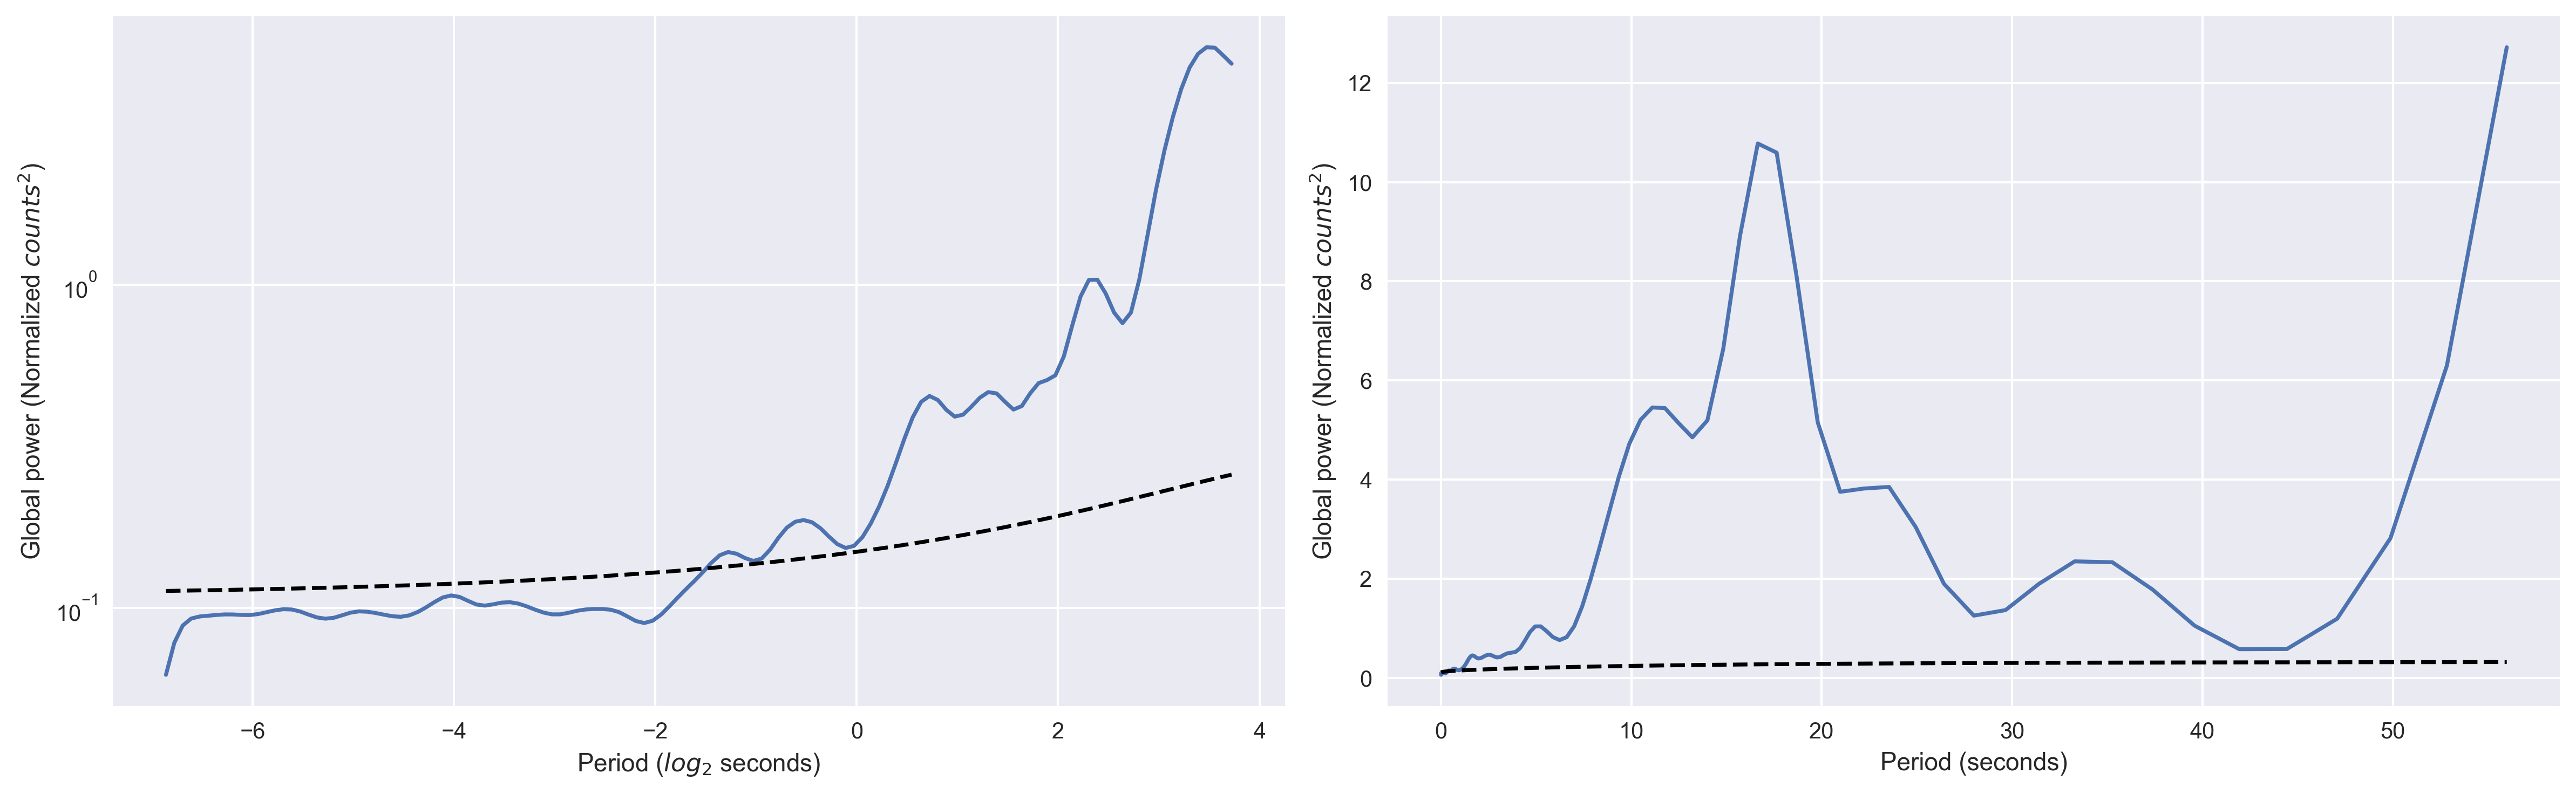 Global power (Normalized counts²)
10⁰
10⁻¹
−6 −4 −2 0 2 4
Period (log₂ seconds)
Global power (Normalized counts²)
12
10
8
6
4
2
0
0 10 20 30 40 50
Period (seconds)